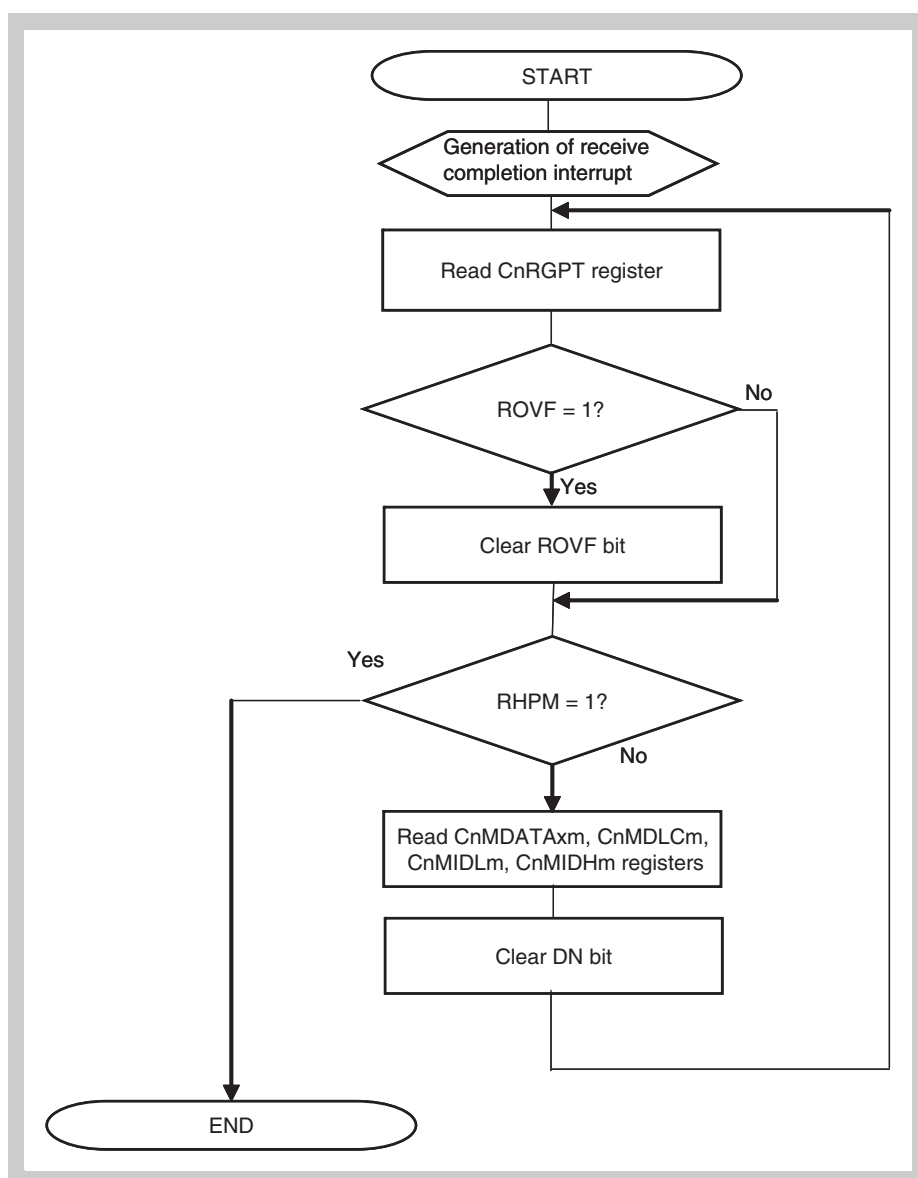 START
Generation of receive
completion interrupt
Read CnRGPT register
ROVF = 1?
No
Yes
Clear ROVF bit
Yes
RHPM = 1?
No
Read CnMDATAxm, CnMDLCm,
CnMIDLm, CnMIDHm registers
Clear DN bit
END